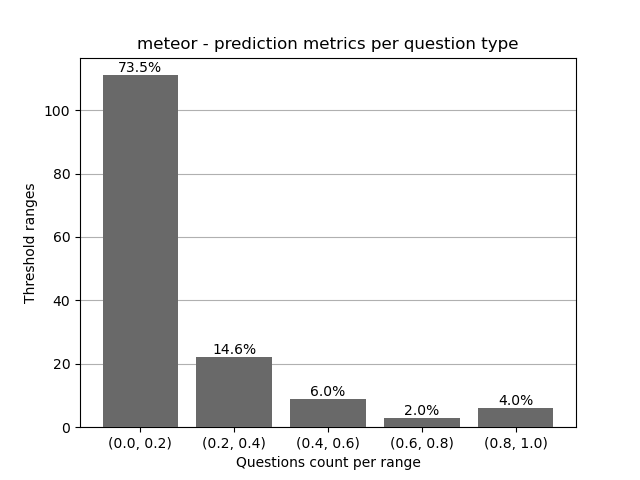 meteor - prediction metrics per question type
73.5%
100
80
60
40
20
0
14.6%
6.0%
2.0%
4.0%
Threshold ranges
(0.0, 0.2) (0.2, 0.4) (0.4, 0.6) (0.6, 0.8) (0.8, 1.0)
Questions count per range